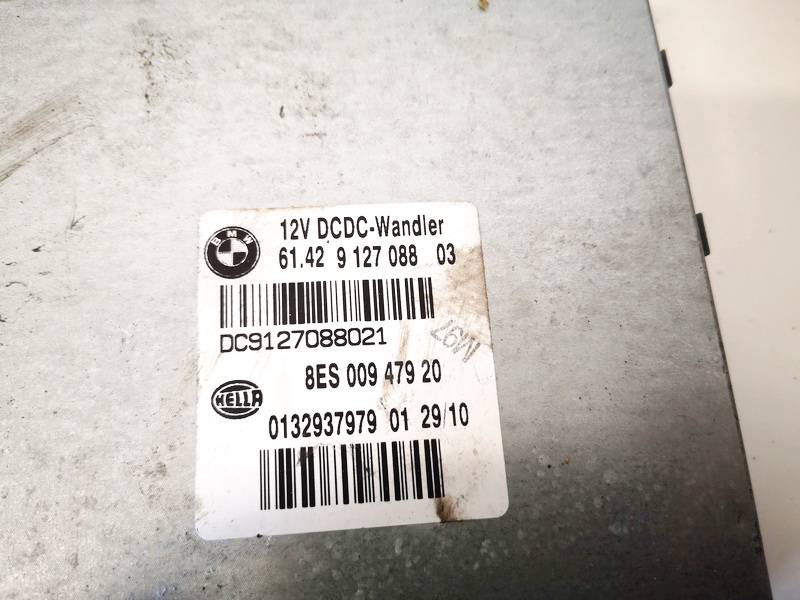 12V DCDC-Wandler
BMW
61.42 9 127 088 03
DC9127088021
M97
8ES 009 479 20
HELLA
0132937979 01 29/10